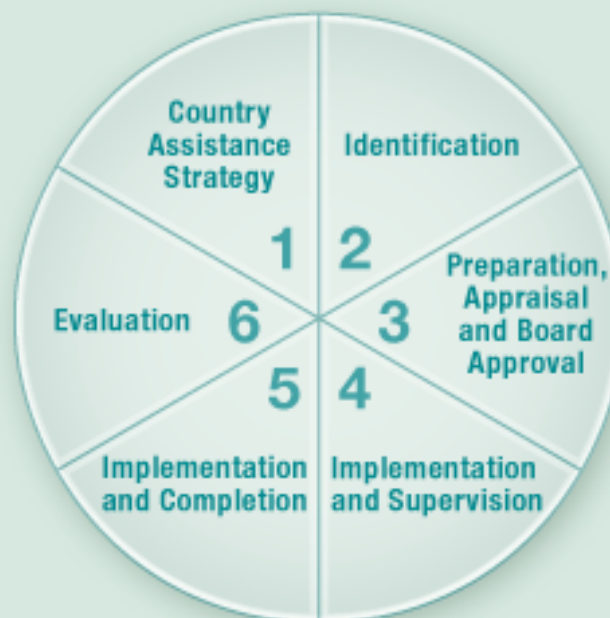 Country
Assistance
Strategy
1
Identification
2
Preparation,
Appraisal
and Board
Approval
3
Implementation
and Supervision
4
Implementation
and Completion
5
Evaluation
6